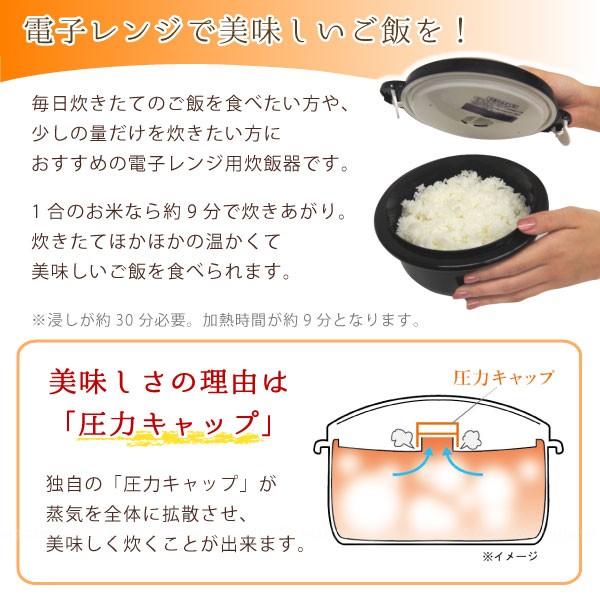 電子レンジで美味しいご飯を!
毎日炊きたてのご飯を食べたい方や、
少しの量だけを炊きたい方に
おすすめの電子レンジ用炊飯器です。
1合のお米なら約9分で炊きあがり。
炊きたてほかほかの温かくて
美味しいご飯を食べられます。
※浸しが約30分必要。加熱時間が約9分となります。
美味しさの理由は
「圧力キャップ」
独自の「圧力キャップ」が
蒸気を全体に拡散させ、
美味しく炊くことが出来ます。
圧力キャップ
※イメージ